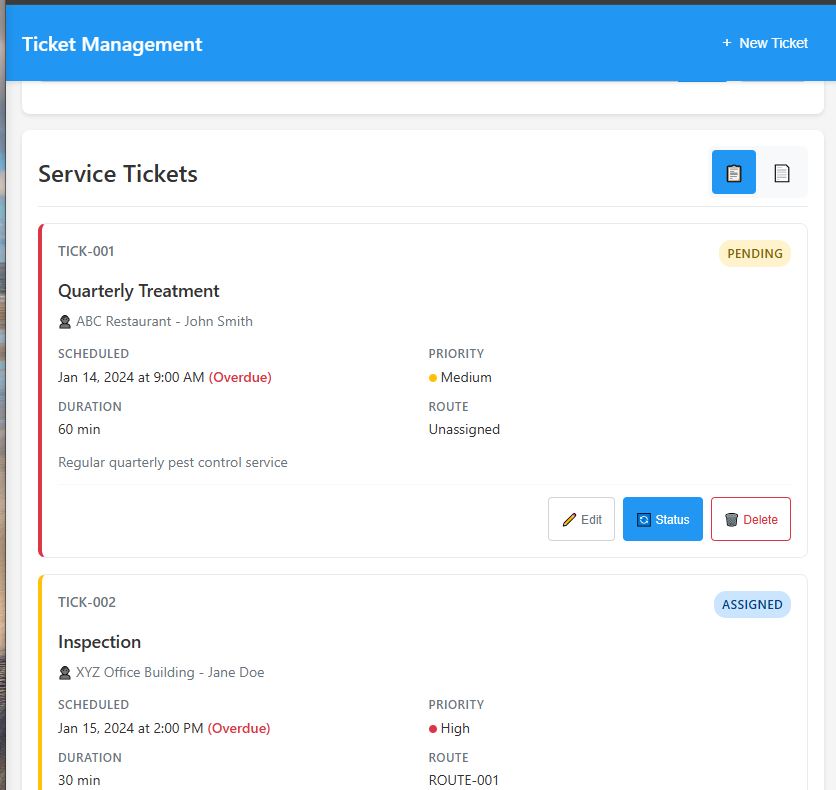 Ticket Management
+ New Ticket
Service Tickets
TICK-001
PENDING
Quarterly Treatment
ABC Restaurant - John Smith
SCHEDULED
PRIORITY
Jan 14, 2024 at 9:00 AM (Overdue)
Medium
DURATION
ROUTE
60 min
Unassigned
Regular quarterly pest control service
Edit
Status
Delete
TICK-002
ASSIGNED
Inspection
XYZ Office Building - Jane Doe
SCHEDULED
PRIORITY
Jan 15, 2024 at 2:00 PM (Overdue)
High
DURATION
ROUTE
30 min
ROUTE-001